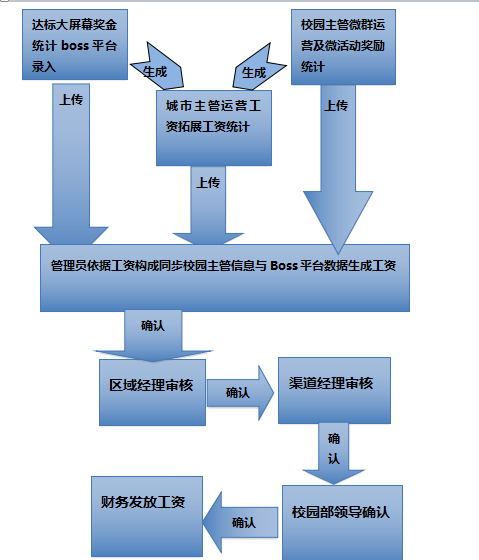 达标大屏幕奖金
统计 boss 平台
录入
校园主管微群运
营及微活动奖励
统计
生成
生成
城市主管运营工
资拓展工资统计
上传
上传
上传
管理员依据工资构成同步校园主管信息与 Boss 平台数据生成工资
确认
区域经理审核
确认
渠道经理审核
确
认
财务发放工资
确认
校园部领导确认